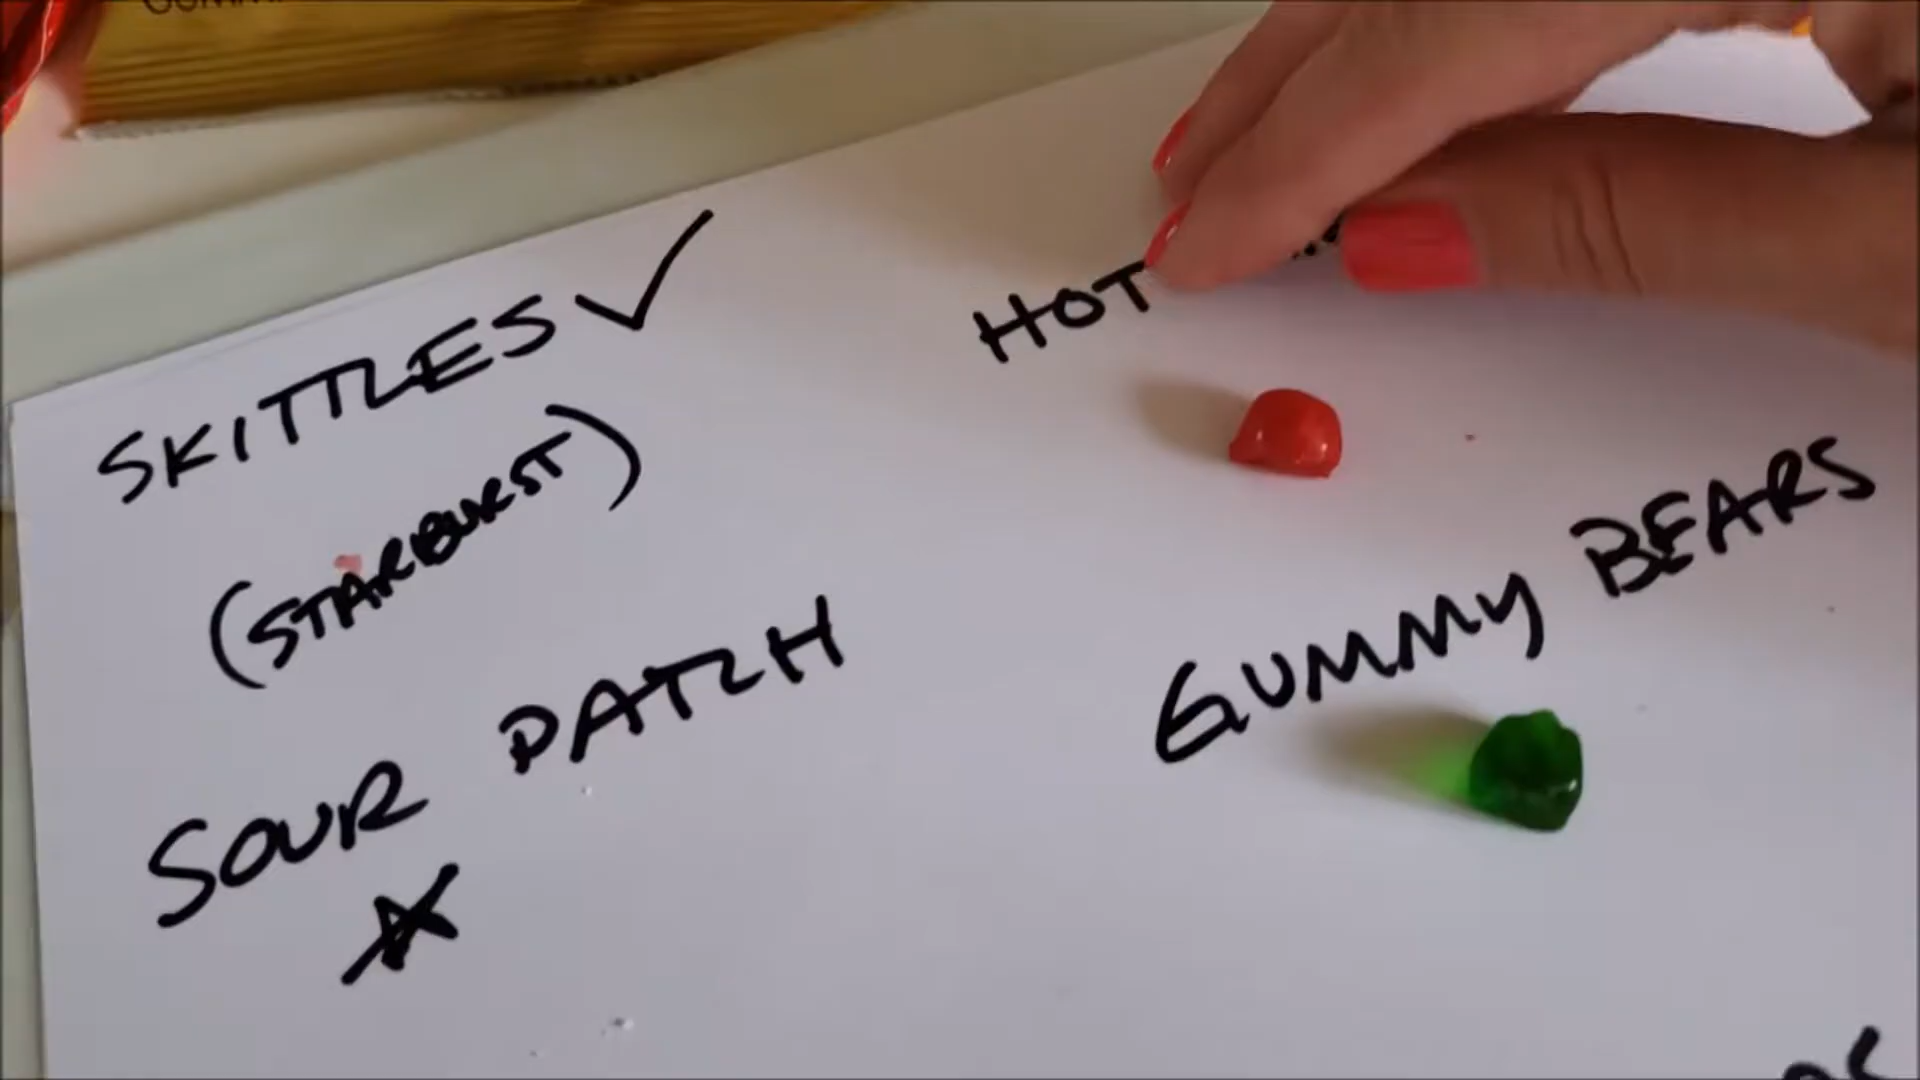 SKITTLES ✓
(STARBURST)
SOUR PATCH
HOT
GUMMY BEARS